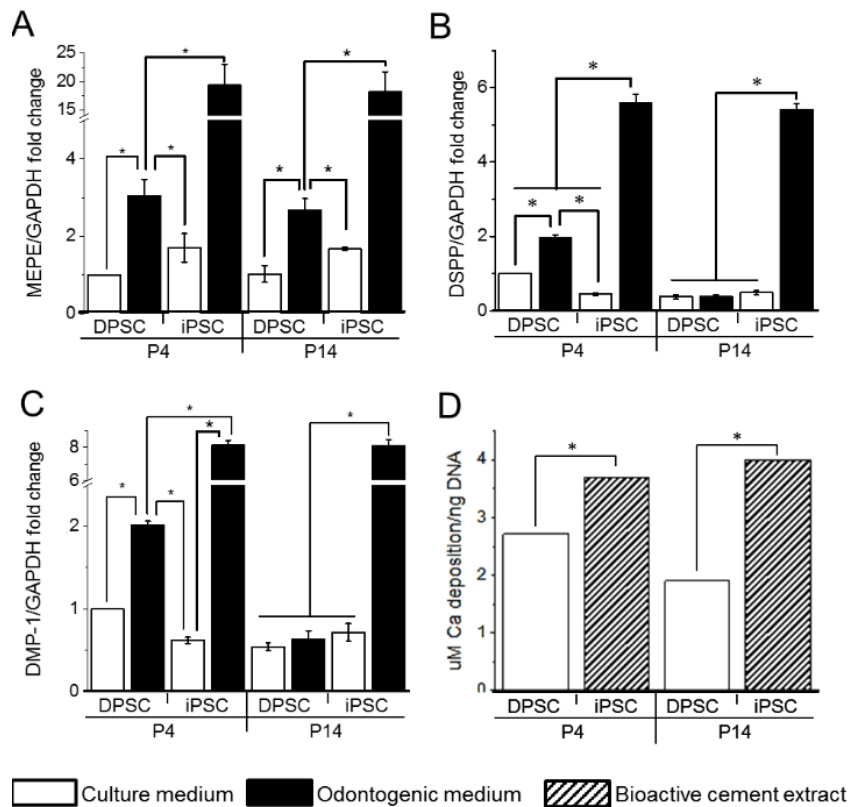 A
MEPE/GAPDH fold change
25
20
15
10
4
2
0
* * * * * *
DPSC iPSC DPSC iPSC
P4 P14
B
DSPP/GAPDH fold change
6
4
2
0
* * * *
DPSC iPSC DPSC iPSC
P4 P14
C
DMP-1/GAPDH fold change
8
6
2
1
0
* * * * *
DPSC iPSC DPSC iPSC
P4 P14
D
uM Ca deposition/ng DNA
4
3
2
1
0
* *
DPSC iPSC DPSC iPSC
P4 P14
Culture medium Odontogenic medium Bioactive cement extract